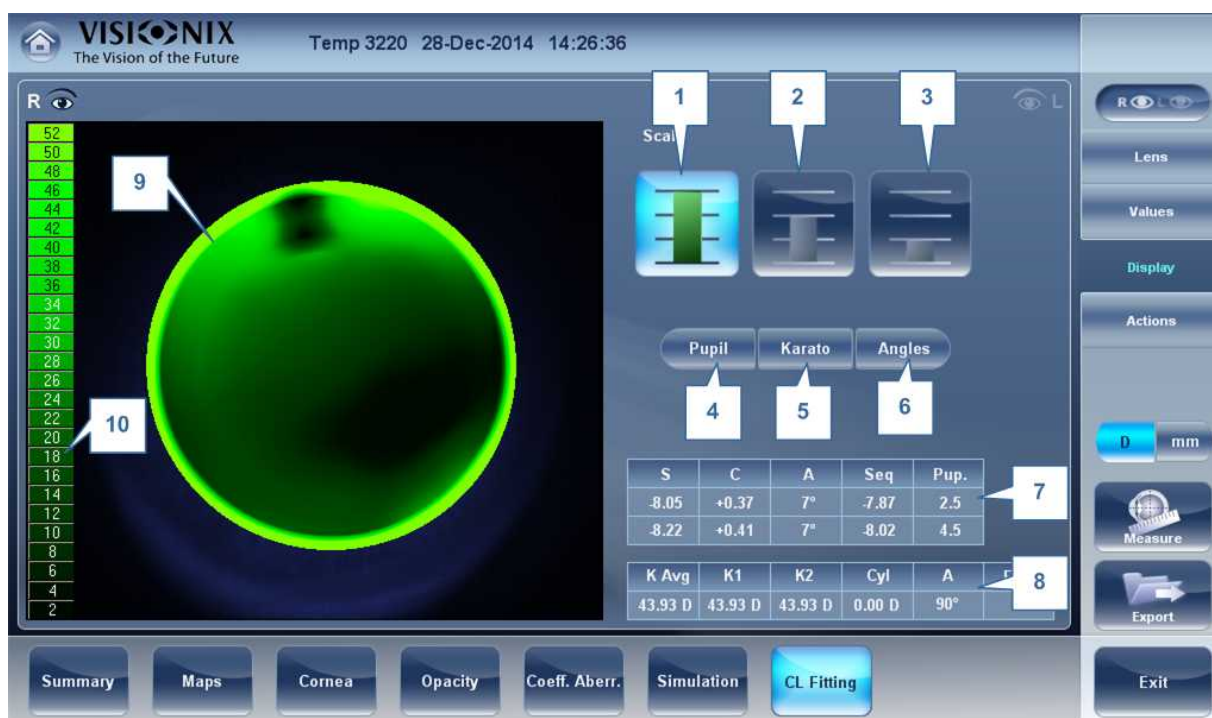 VISIONIX
The Vision of the Future
Temp 3220 28-Dec-2014 14:26:36
R
L
R L
1 2 3
Scal
52
50
48
46
44
42
40
38
36
34
32
30
28
26
24
22
20
18
16
14
12
10
8
6
4
2
9
10
Pupil Karato Angles
4 5 6
S C A Seq Pup.
-8.05 +0.37 7° -7.87 2.5
-8.22 +0.41 7° -8.02 4.5
7
K Avg K1 K2 Cyl A
43.93 D 43.93 D 43.93 D 0.00 D 90°
8
Lens
Values
Display
Actions
D mm
Measure
Export
Summary Maps Cornea Opacity Coeff. Aberr. Simulation CL Fitting Exit